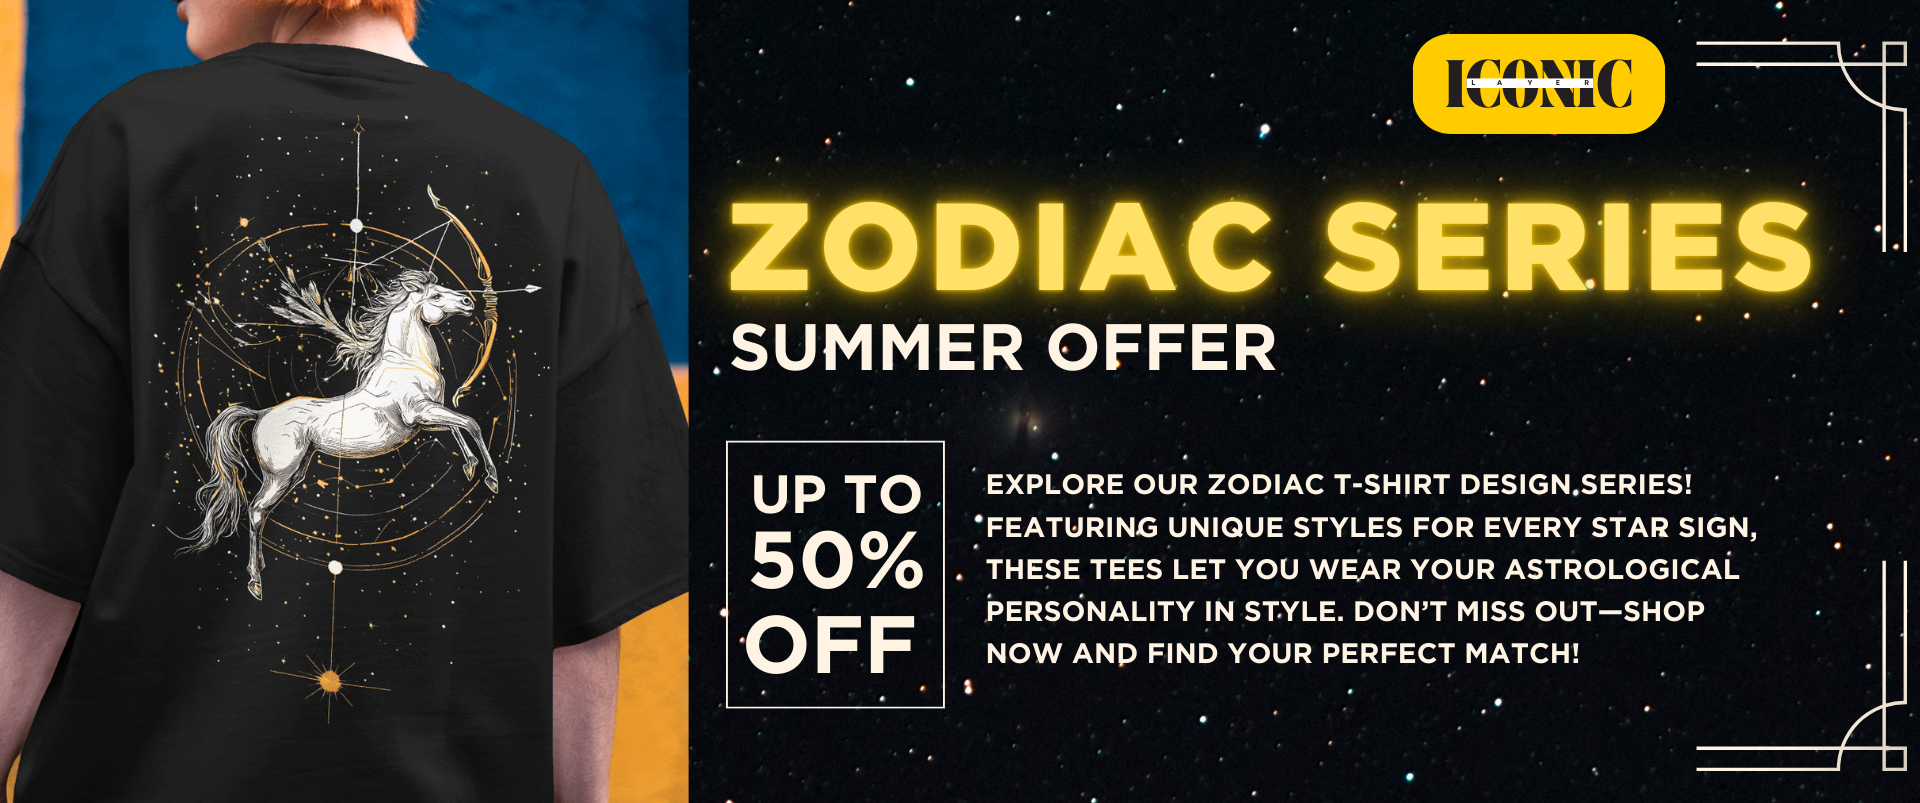 ICONIC
LAYER
ZODIAC SERIES
SUMMER OFFER
UP TO
50%
OFF
EXPLORE OUR ZODIAC T-SHIRT DESIGN SERIES!
FEATURING UNIQUE STYLES FOR EVERY STAR SIGN,
THESE TEES LET YOU WEAR YOUR ASTROLOGICAL
PERSONALITY IN STYLE. DON’T MISS OUT—SHOP
NOW AND FIND YOUR PERFECT MATCH!